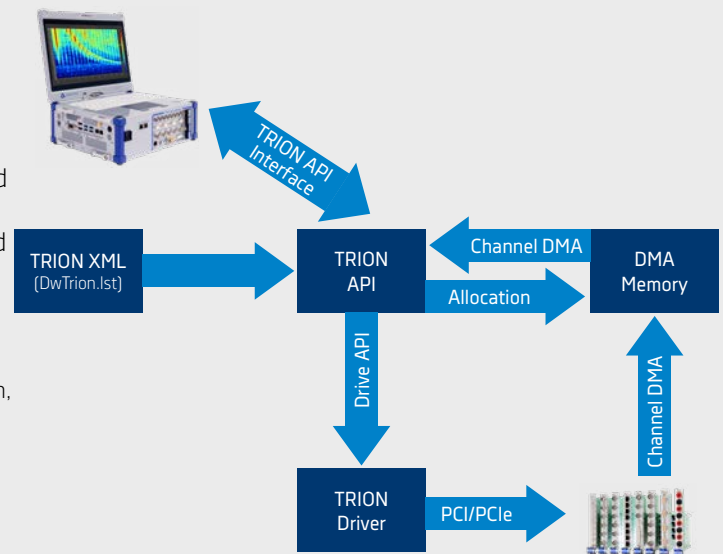 TRION API
Interface
d
d
TRION XML
(DwTrion.lst)
TRION
API
Channel DMA
Allocation
DMA
Memory
n,
Drive API
Channel DMA
TRION
Driver
PCI/PCIe